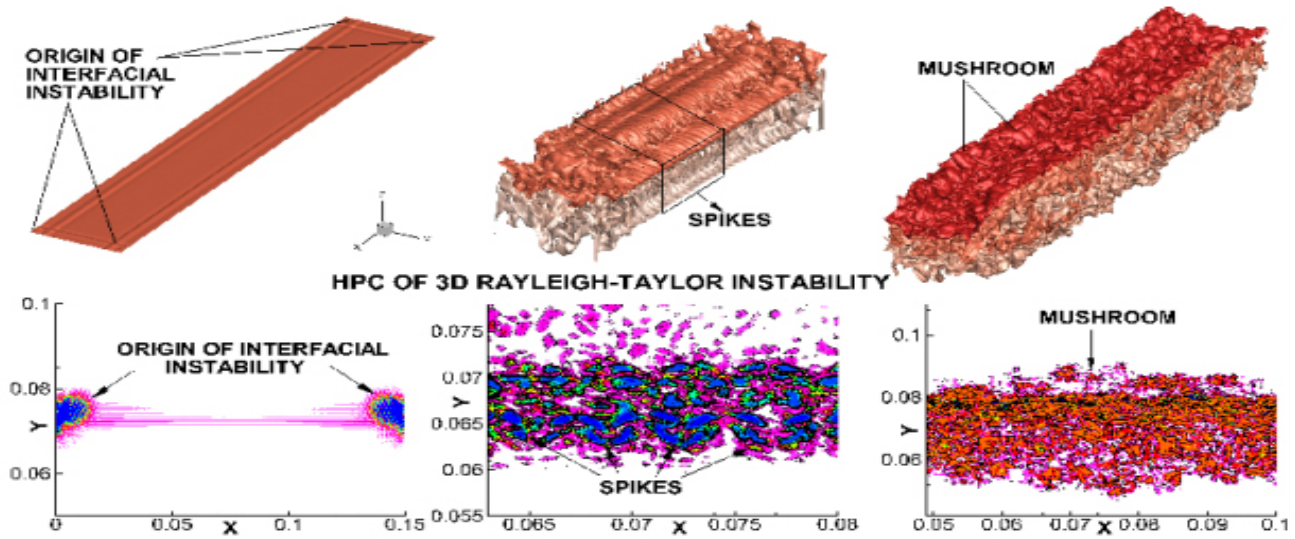 ORIGIN OF
INTERFACIAL
INSTABILITY
Z
X
Y
SPIKES
MUSHROOM
HPC OF 3D RAYLEIGH-TAYLOR INSTABILITY
0.1
0.08
Y
0.06
ORIGIN OF INTERFACIAL
INSTABILITY
0 0.05 X 0.1 0.15
0.075
0.07
Y
0.065
0.06
0.055
SPIKES
0.065 0.07 X 0.075 0.08
MUSHROOM
0.1
0.08
Y
0.06
0.05 0.06 0.07 X 0.08 0.09 0.1